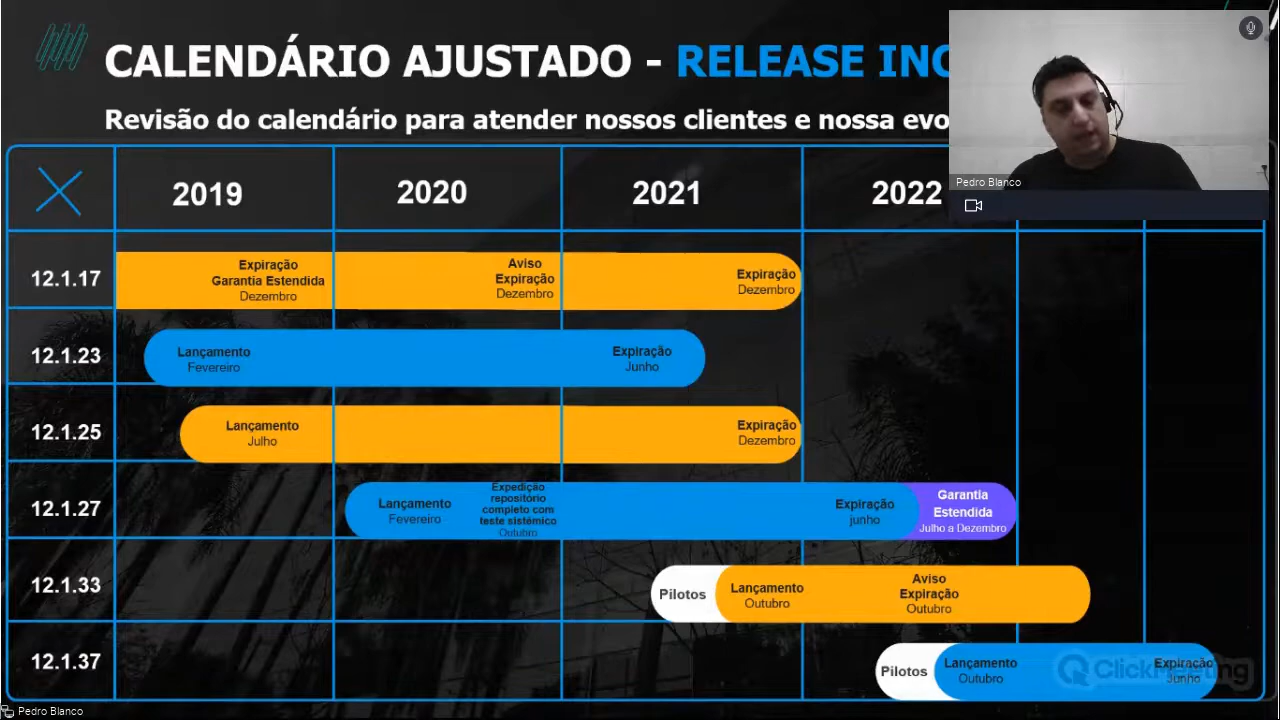 CALENDÁRIO AJUSTADO - RELEASE
Revisão do calendário para atender nossos clientes e nossa
Pedro Blanco
2019
2020
2021
2022
12.1.17
Expiração
Garantia Estendida
Dezembro
Aviso
Expiração
Dezembro
Expiração
Dezembro
12.1.23
Lançamento
Fevereiro
Expiração
Junho
12.1.25
Lançamento
Julho
Expiração
Dezembro
12.1.27
Lançamento
Fevereiro
Expedição
repositório
completo com
teste sistêmico
Outubro
Expiração
junho
Garantia
Estendida
Julho a Dezembro
12.1.33
Pilotos
Lançamento
Outubro
Aviso
Expiração
Outubro
12.1.37
Pilotos
Lançamento
Outubro
Expiração
Junho
ClickMeeting
Pedro Blanco